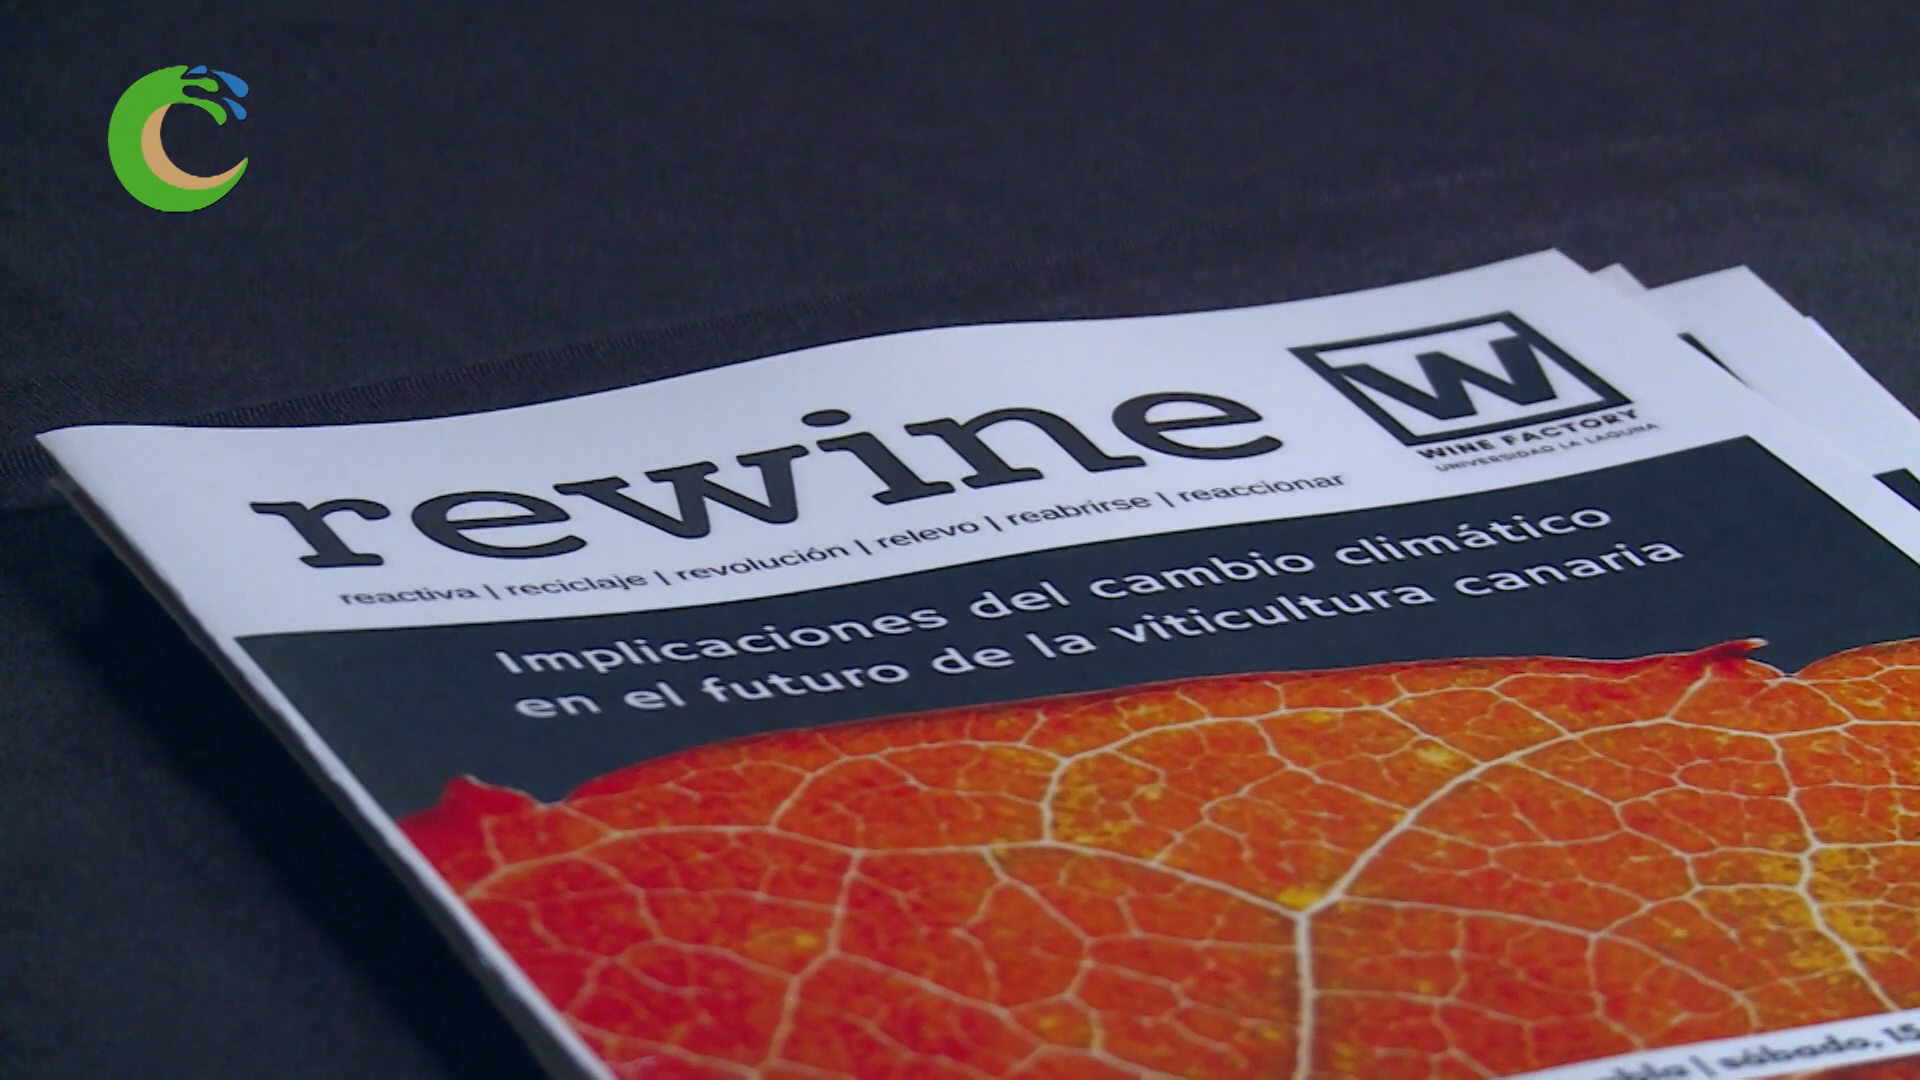 rewine
reactiva | reciclaje | revolución | relevo | reabrirse | reaccionar
W
WINE FACTORY
UNIVERSIDAD LA LAGUNA
Implicaciones del cambio climático
en el futuro de la viticultura canaria
| sábado, 15